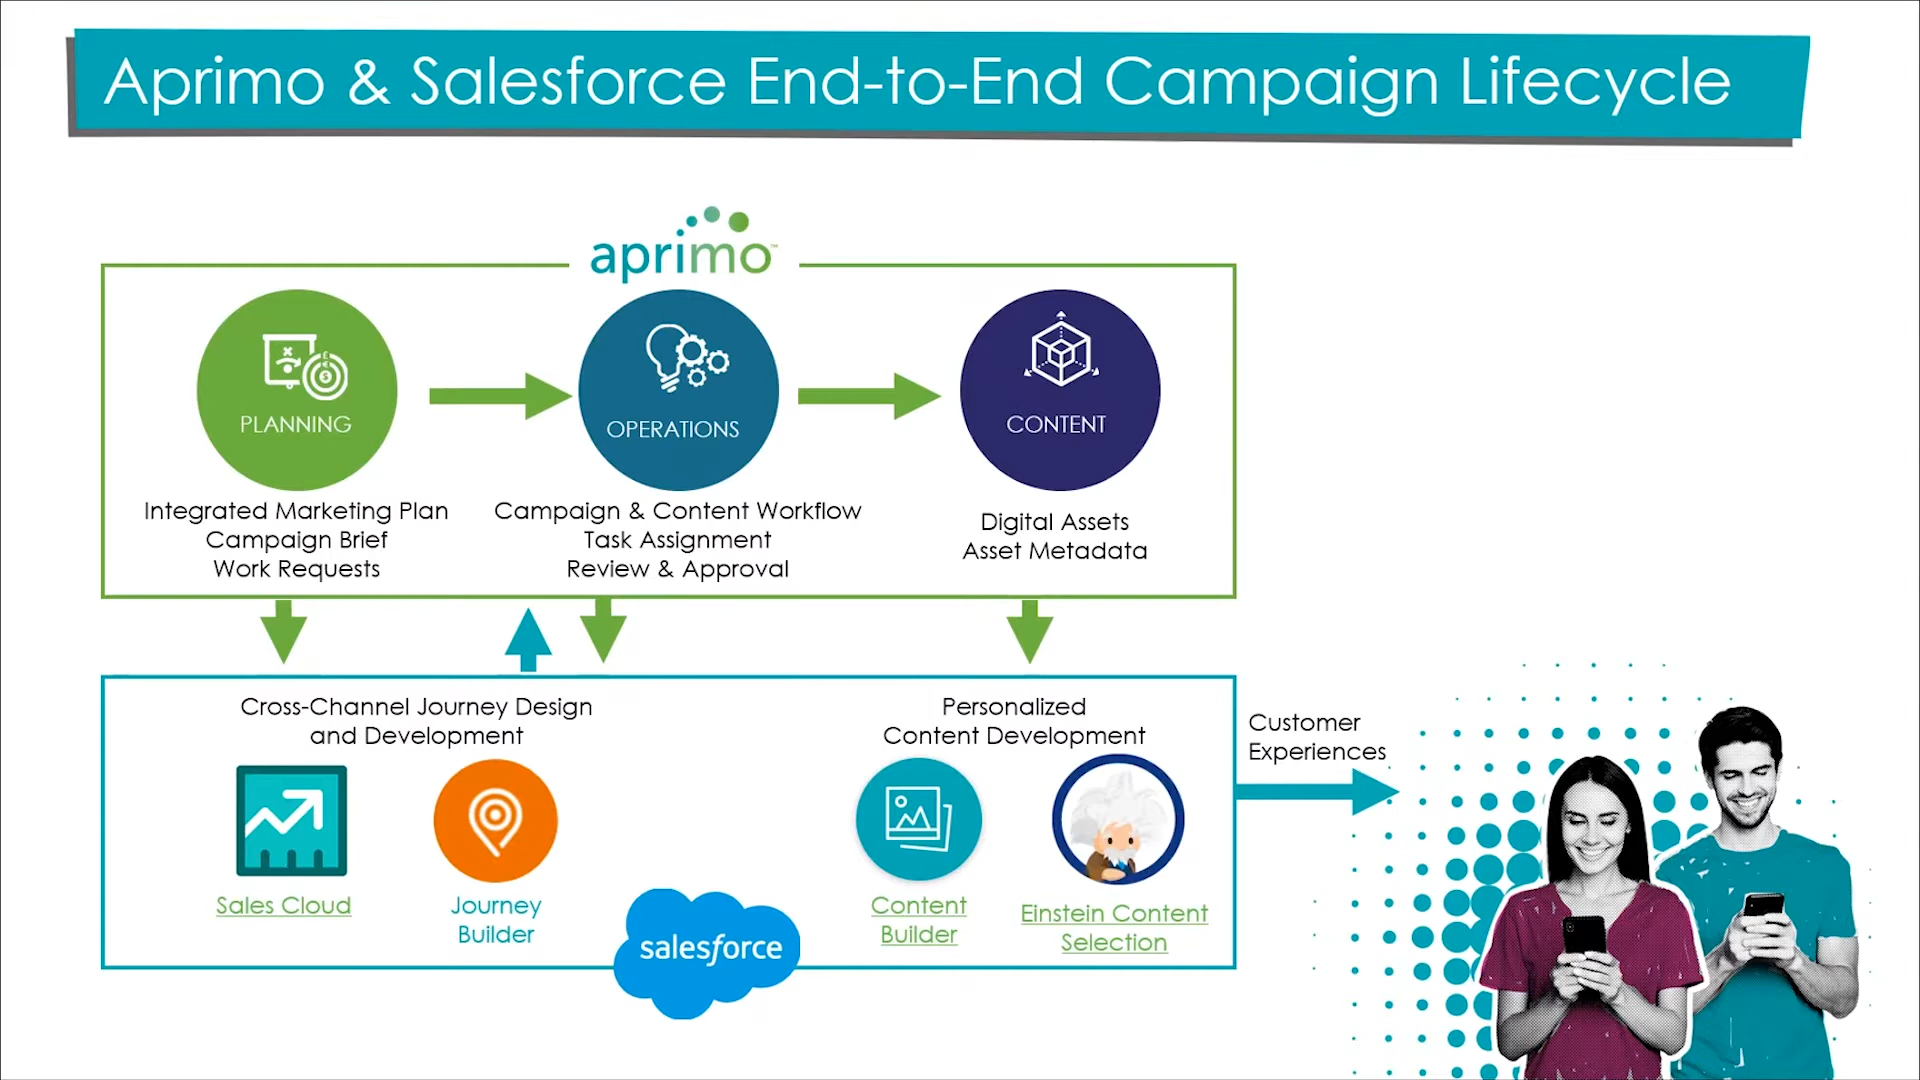 Aprimo & Salesforce End-to-End Campaign Lifecycle
aprimo™
PLANNING
OPERATIONS
CONTENT
Integrated Marketing Plan
Campaign Brief
Work Requests
Campaign & Content Workflow
Task Assignment
Review & Approval
Digital Assets
Asset Metadata
Cross-Channel Journey Design
and Development
Personalized
Content Development
Customer
Experiences
Sales Cloud
Journey
Builder
salesforce
Content
Builder
Einstein Content
Selection